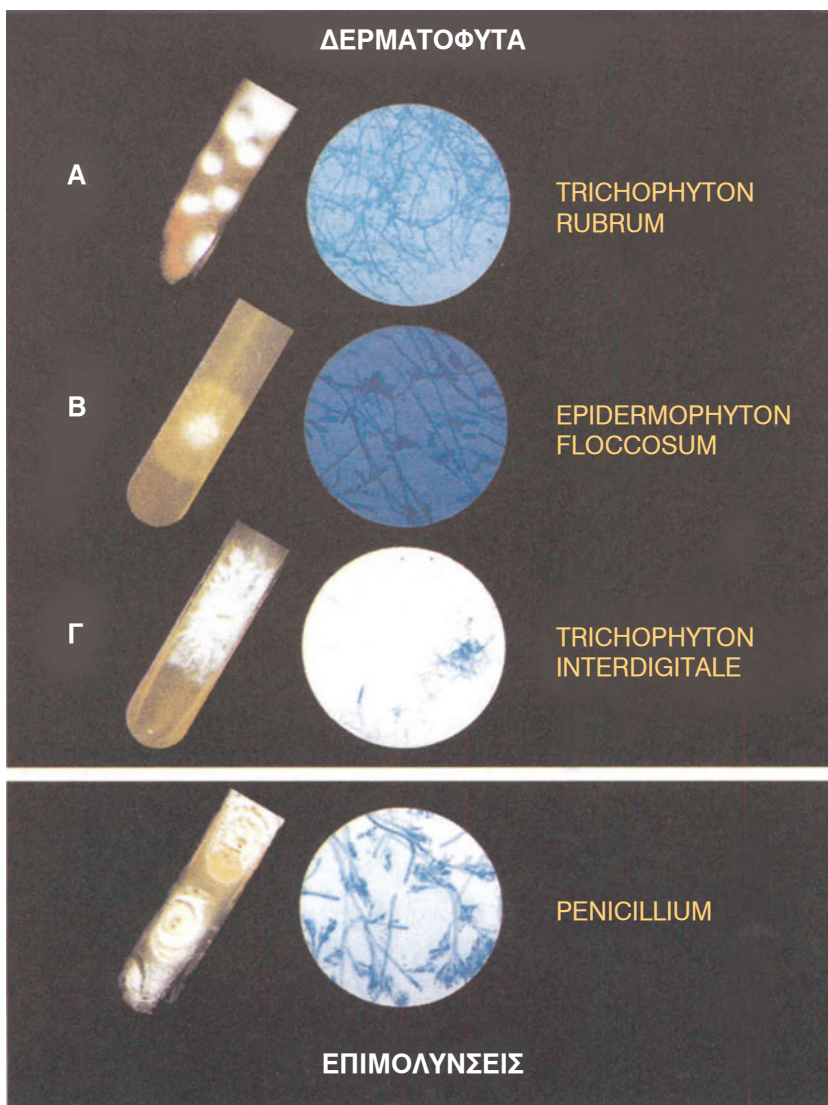 ΔΕΡΜΑΤΟΦΥΤΑ
Α
TRICHOPHYTON
RUBRUM
Β
EPIDERMOPHYTON
FLOCCOSUM
Γ
TRICHOPHYTON
INTERDIGITALE
PENICILLIUM
ΕΠΙΜΟΛΥΝΣΕΙΣ